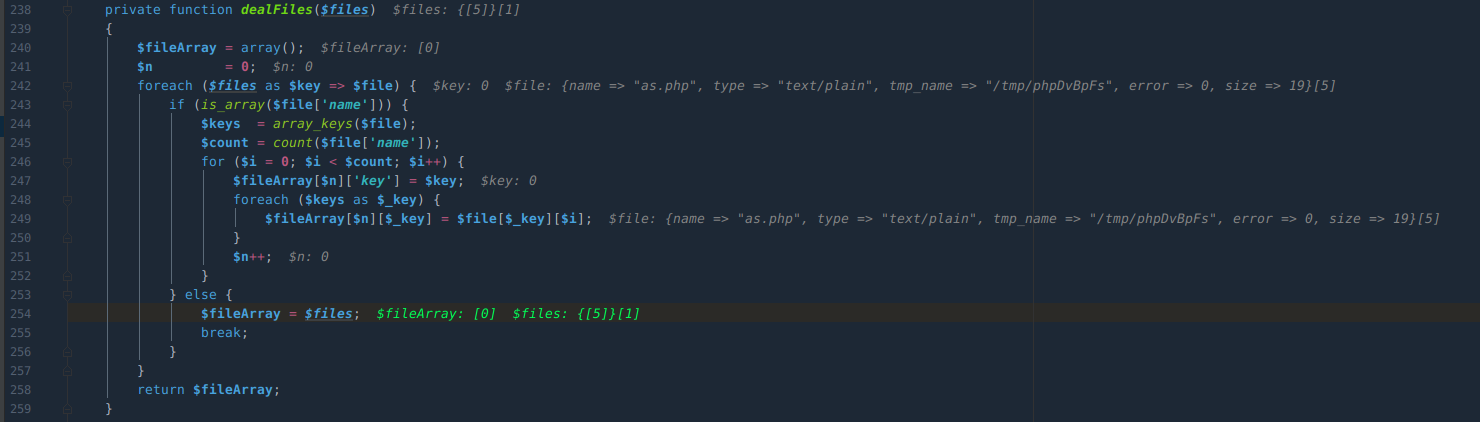 238 private function dealFiles($files)  $files: {[5]}[1]
239 {
240     $fileArray = array();  $fileArray: [0]
241     $n         = 0;  $n: 0
242     foreach ($files as $key => $file) {  $key: 0  $file: {name => "as.php", type => "text/plain", tmp_name => "/tmp/phpDvBpFs", error => 0, size => 19}[5]
243         if (is_array($file['name'])) {
244             $keys  = array_keys($file);
245             $count = count($file['name']);
246             for ($i = 0; $i < $count; $i++) {
247                 $fileArray[$n]['key'] = $key;  $key: 0
248                 foreach ($keys as $_key) {
249                     $fileArray[$n][$_key] = $file[$_key][$i];  $file: {name => "as.php", type => "text/plain", tmp_name => "/tmp/phpDvBpFs", error => 0, size => 19}[5]
250                 }
251                 $n++;  $n: 0
252             }
253         } else {
254             $fileArray = $files;  $fileArray: [0]  $files: {[5]}[1]
255             break;
256         }
257     }
258     return $fileArray;
259 }